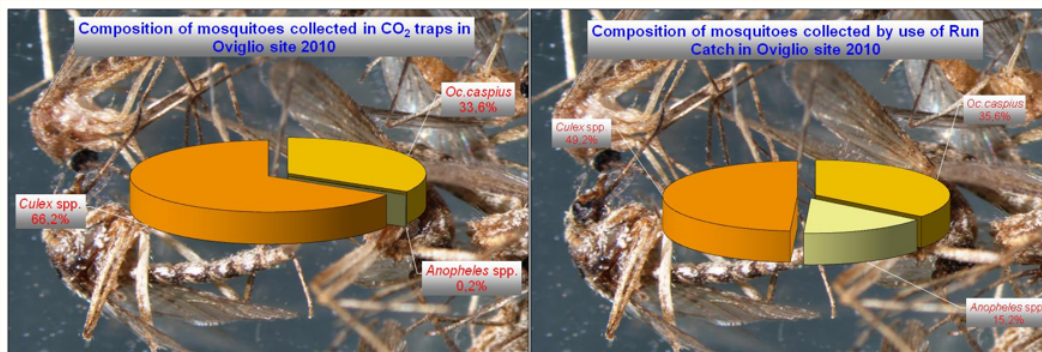 Composition of mosquitoes collected in CO₂ traps in
Oviglio site 2010
Oc.caspius
33,6%
Culex spp.
66,2%
Anopheles spp.
0,2%
Composition of mosquitoes collected by use of Run
Catch in Oviglio site 2010
Oc.caspius
35,6%
Culex spp
49,2%
Anopheles spp
15,2%